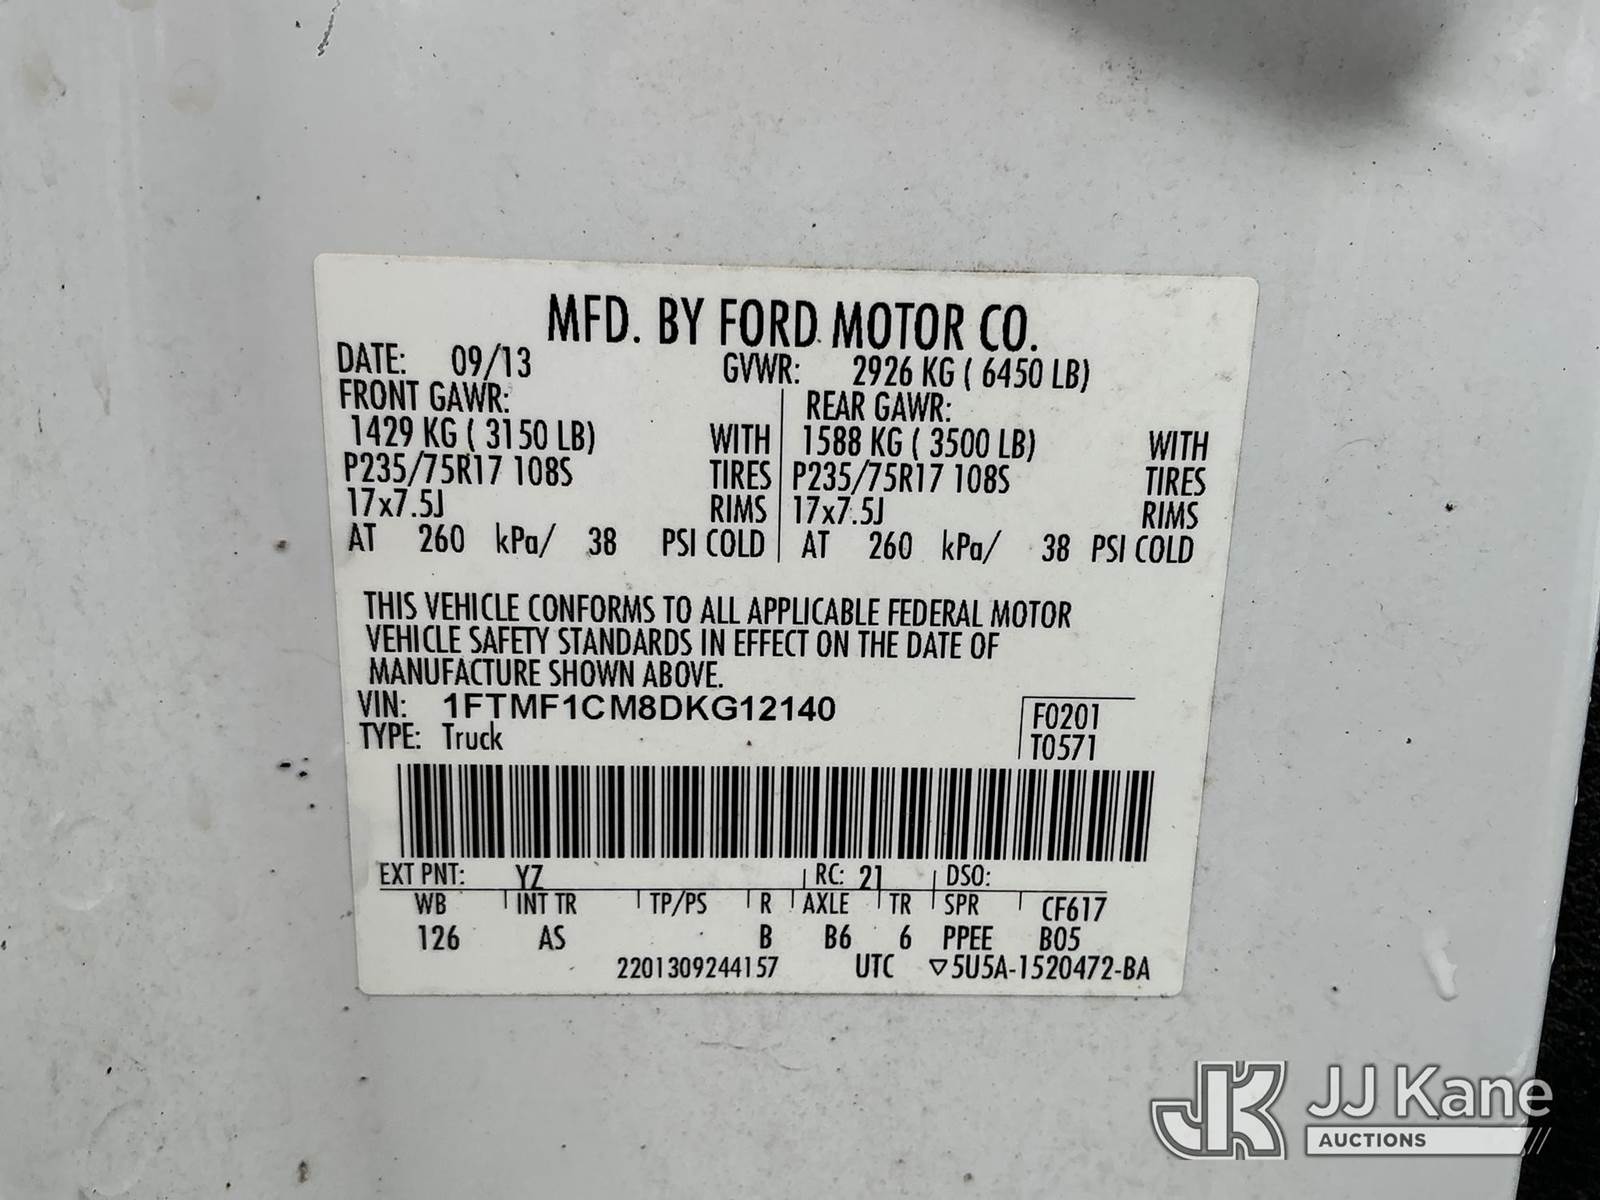 MFD. BY FORD MOTOR CO.
DATE: 09/13 GVWR: 2926 KG ( 6450 LB)
FRONT GAWR: REAR GAWR:
1429 KG ( 3150 LB) WITH 1588 KG ( 3500 LB) WITH
P235/75R17 108S TIRES P235/75R17 108S TIRES
17x7.5J RIMS 17x7.5J RIMS
AT 260 kPa/ 38 PSI COLD AT 260 kPa/ 38 PSI COLD
THIS VEHICLE CONFORMS TO ALL APPLICABLE FEDERAL MOTOR
VEHICLE SAFETY STANDARDS IN EFFECT ON THE DATE OF
MANUFACTURE SHOWN ABOVE.
VIN: 1FTMF1CM8DKG12140 F0201
TYPE: Truck T0571
EXT PNT: YZ RC: 21 DSO:
WB INT TR TP/PS R AXLE TR SPR CF617
126 AS B B6 6 PPEE B05
2201309244157 UTC ▽5U5A-1520472-BA
JK JJ Kane
AUCTIONS